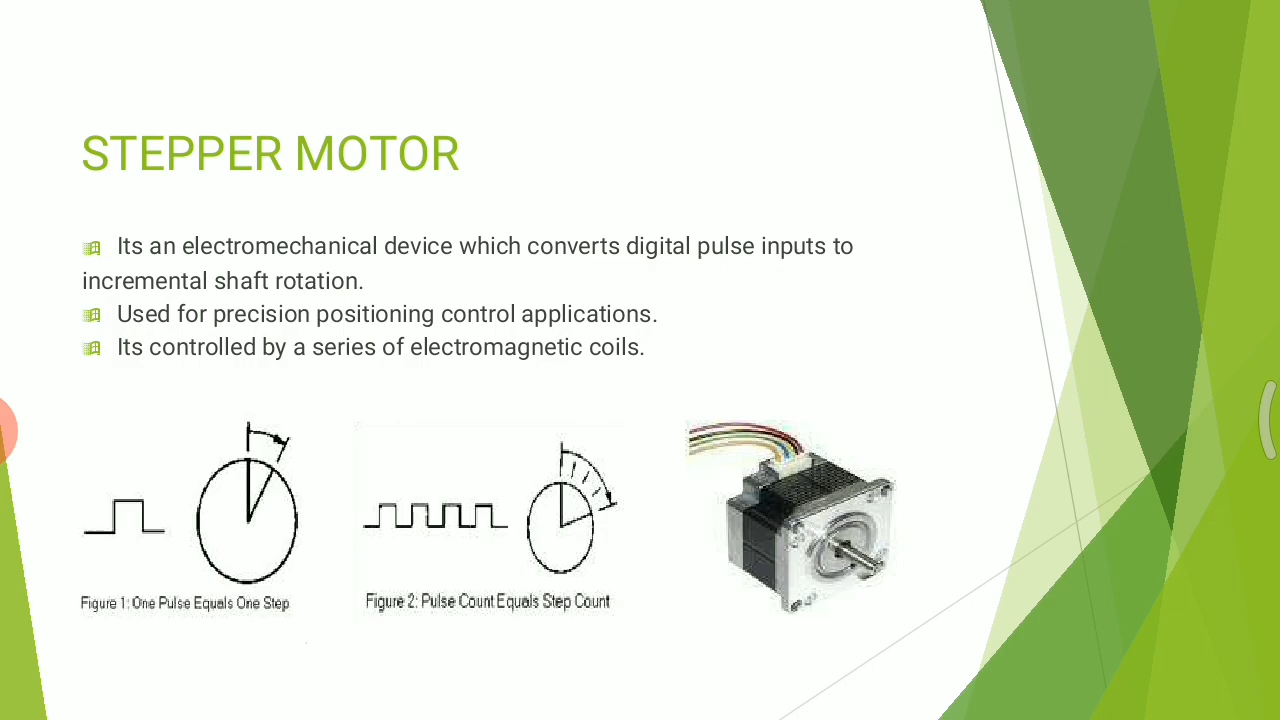 STEPPER MOTOR
Its an electromechanical device which converts digital pulse inputs to
incremental shaft rotation.
Used for precision positioning control applications.
Its controlled by a series of electromagnetic coils.
Figure 1: One Pulse Equals One Step
Figure 2: Pulse Count Equals Step Count